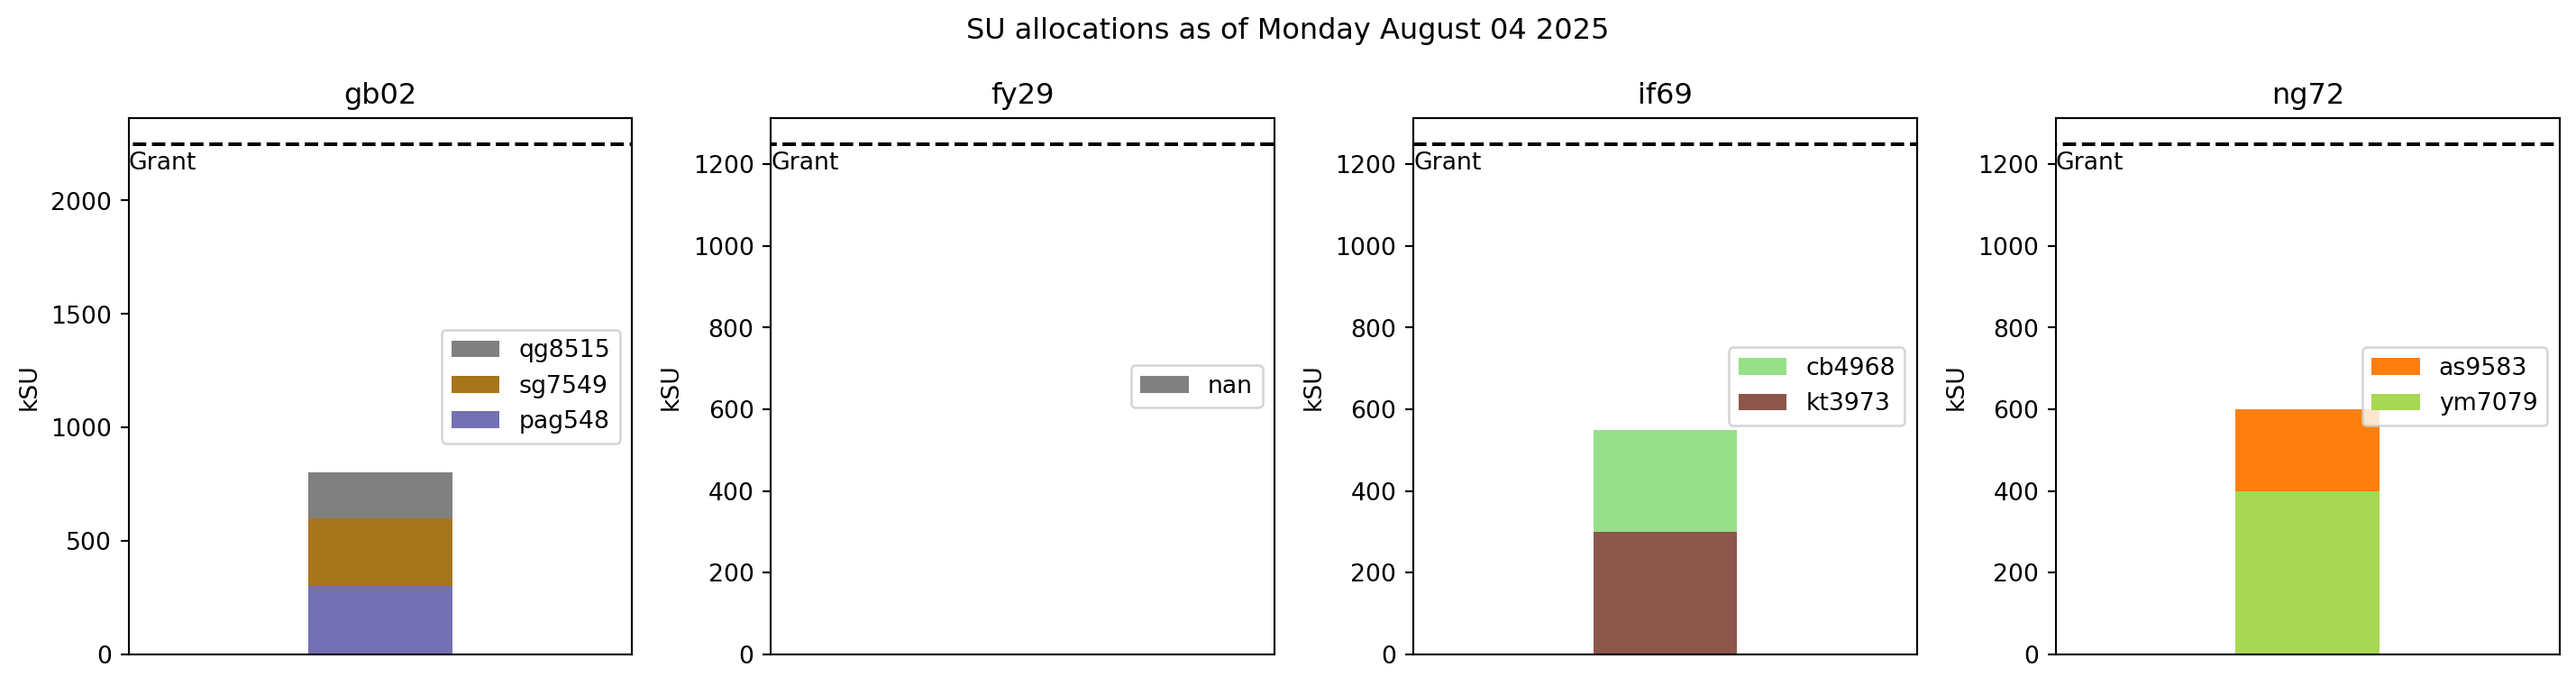 SU allocations as of Monday August 04 2025
gb02
Grant
2000
1500
1000
500
0
kSU
qg8515
sg7549
pag548
fy29
Grant
1200
1000
800
600
400
200
0
kSU
nan
if69
Grant
1200
1000
800
600
400
200
0
kSU
cb4968
kt3973
ng72
Grant
1200
1000
800
600
400
200
0
kSU
as9583
ym7079